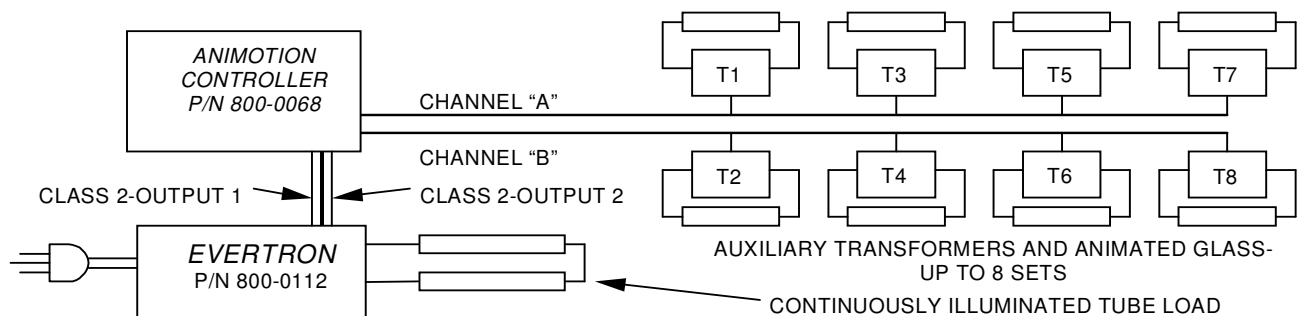 ANIMOTION
CONTROLLER
P/N 800-0068
CHANNEL “A”
CHANNEL “B”
T1
T3
T5
T7
T2
T4
T6
T8
CLASS 2-OUTPUT 1
CLASS 2-OUTPUT 2
EVERTRON
P/N 800-0112
AUXILIARY TRANSFORMERS AND ANIMATED GLASS-
UP TO 8 SETS
CONTINUOUSLY ILLUMINATED TUBE LOAD